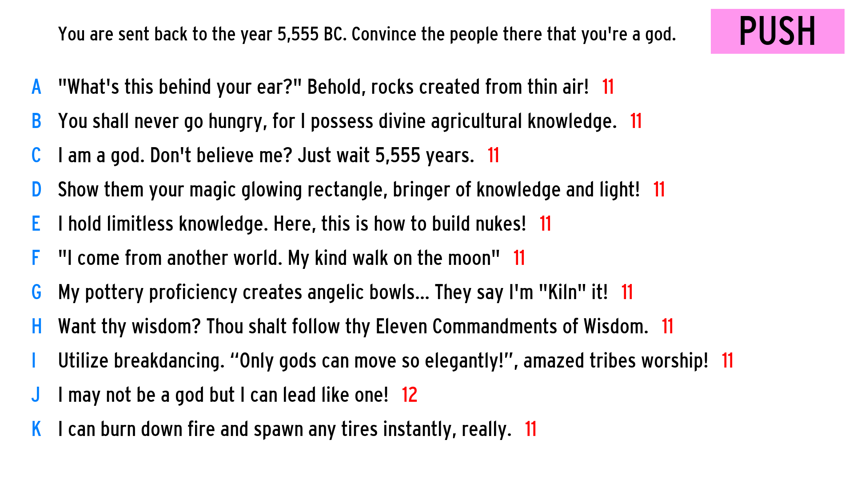 You are sent back to the year 5,555 BC. Convince the people there that you're a god.
PUSH
A "What's this behind your ear?" Behold, rocks created from thin air! 11
B You shall never go hungry, for I possess divine agricultural knowledge. 11
C I am a god. Don't believe me? Just wait 5,555 years. 11
D Show them your magic glowing rectangle, bringer of knowledge and light! 11
E I hold limitless knowledge. Here, this is how to build nukes! 11
F "I come from another world. My kind walk on the moon" 11
G My pottery proficiency creates angelic bowls... They say I'm "Kiln" it! 11
H Want thy wisdom? Thou shalt follow thy Eleven Commandments of Wisdom. 11
I Utilize breakdancing. “Only gods can move so elegantly!”, amazed tribes worship! 11
J I may not be a god but I can lead like one! 12
K I can burn down fire and spawn any tires instantly, really. 11